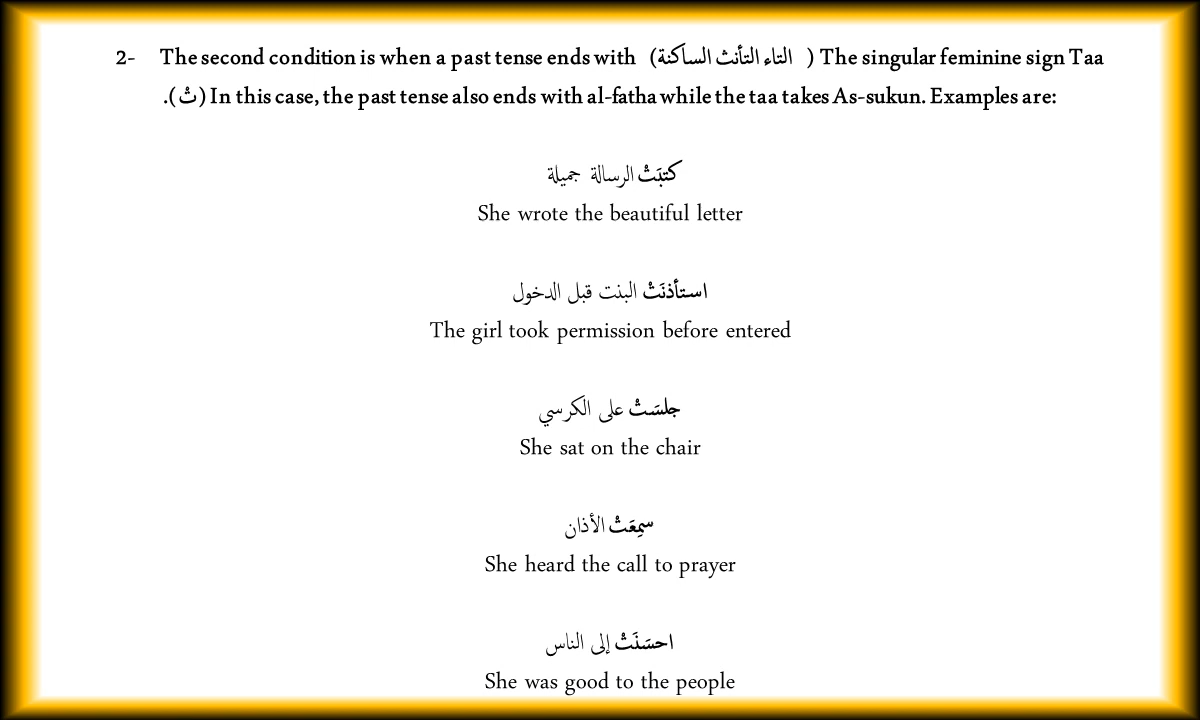 2- The second condition is when a past tense ends with (التاء التأنث الساكنة ) The singular feminine sign Taa
.(تْ) In this case, the past tense also ends with al-fatha while the taa takes As-sukun. Examples are:
كتبَتْ الرسالة جميلة
She wrote the beautiful letter
استأذنَتْ البنت قبل الدخول
The girl took permission before entered
جلسَتْ على الكرسي
She sat on the chair
سمِعَتْ الأذان
She heard the call to prayer
احسَنَتْ إلى الناس
She was good to the people